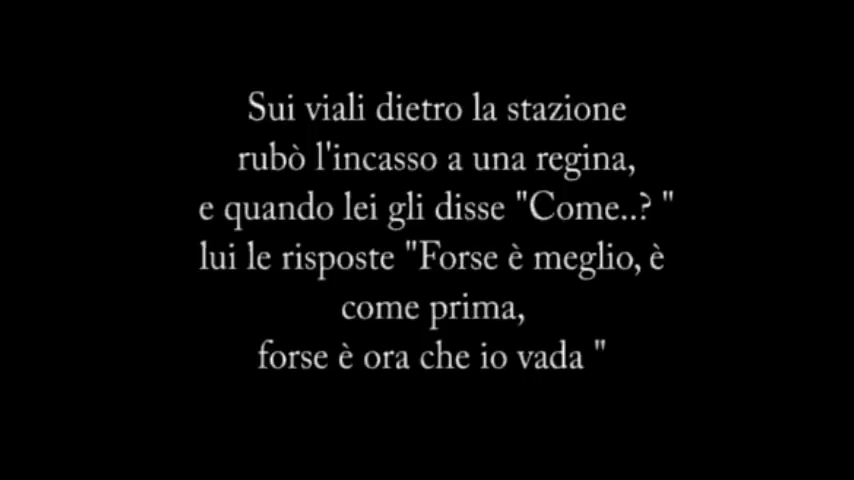 Sui viali dietro la stazione
rubò l'incasso a una regina,
e quando lei gli disse "Come..? "
lui le risposte "Forse è meglio, è
come prima,
forse è ora che io vada "